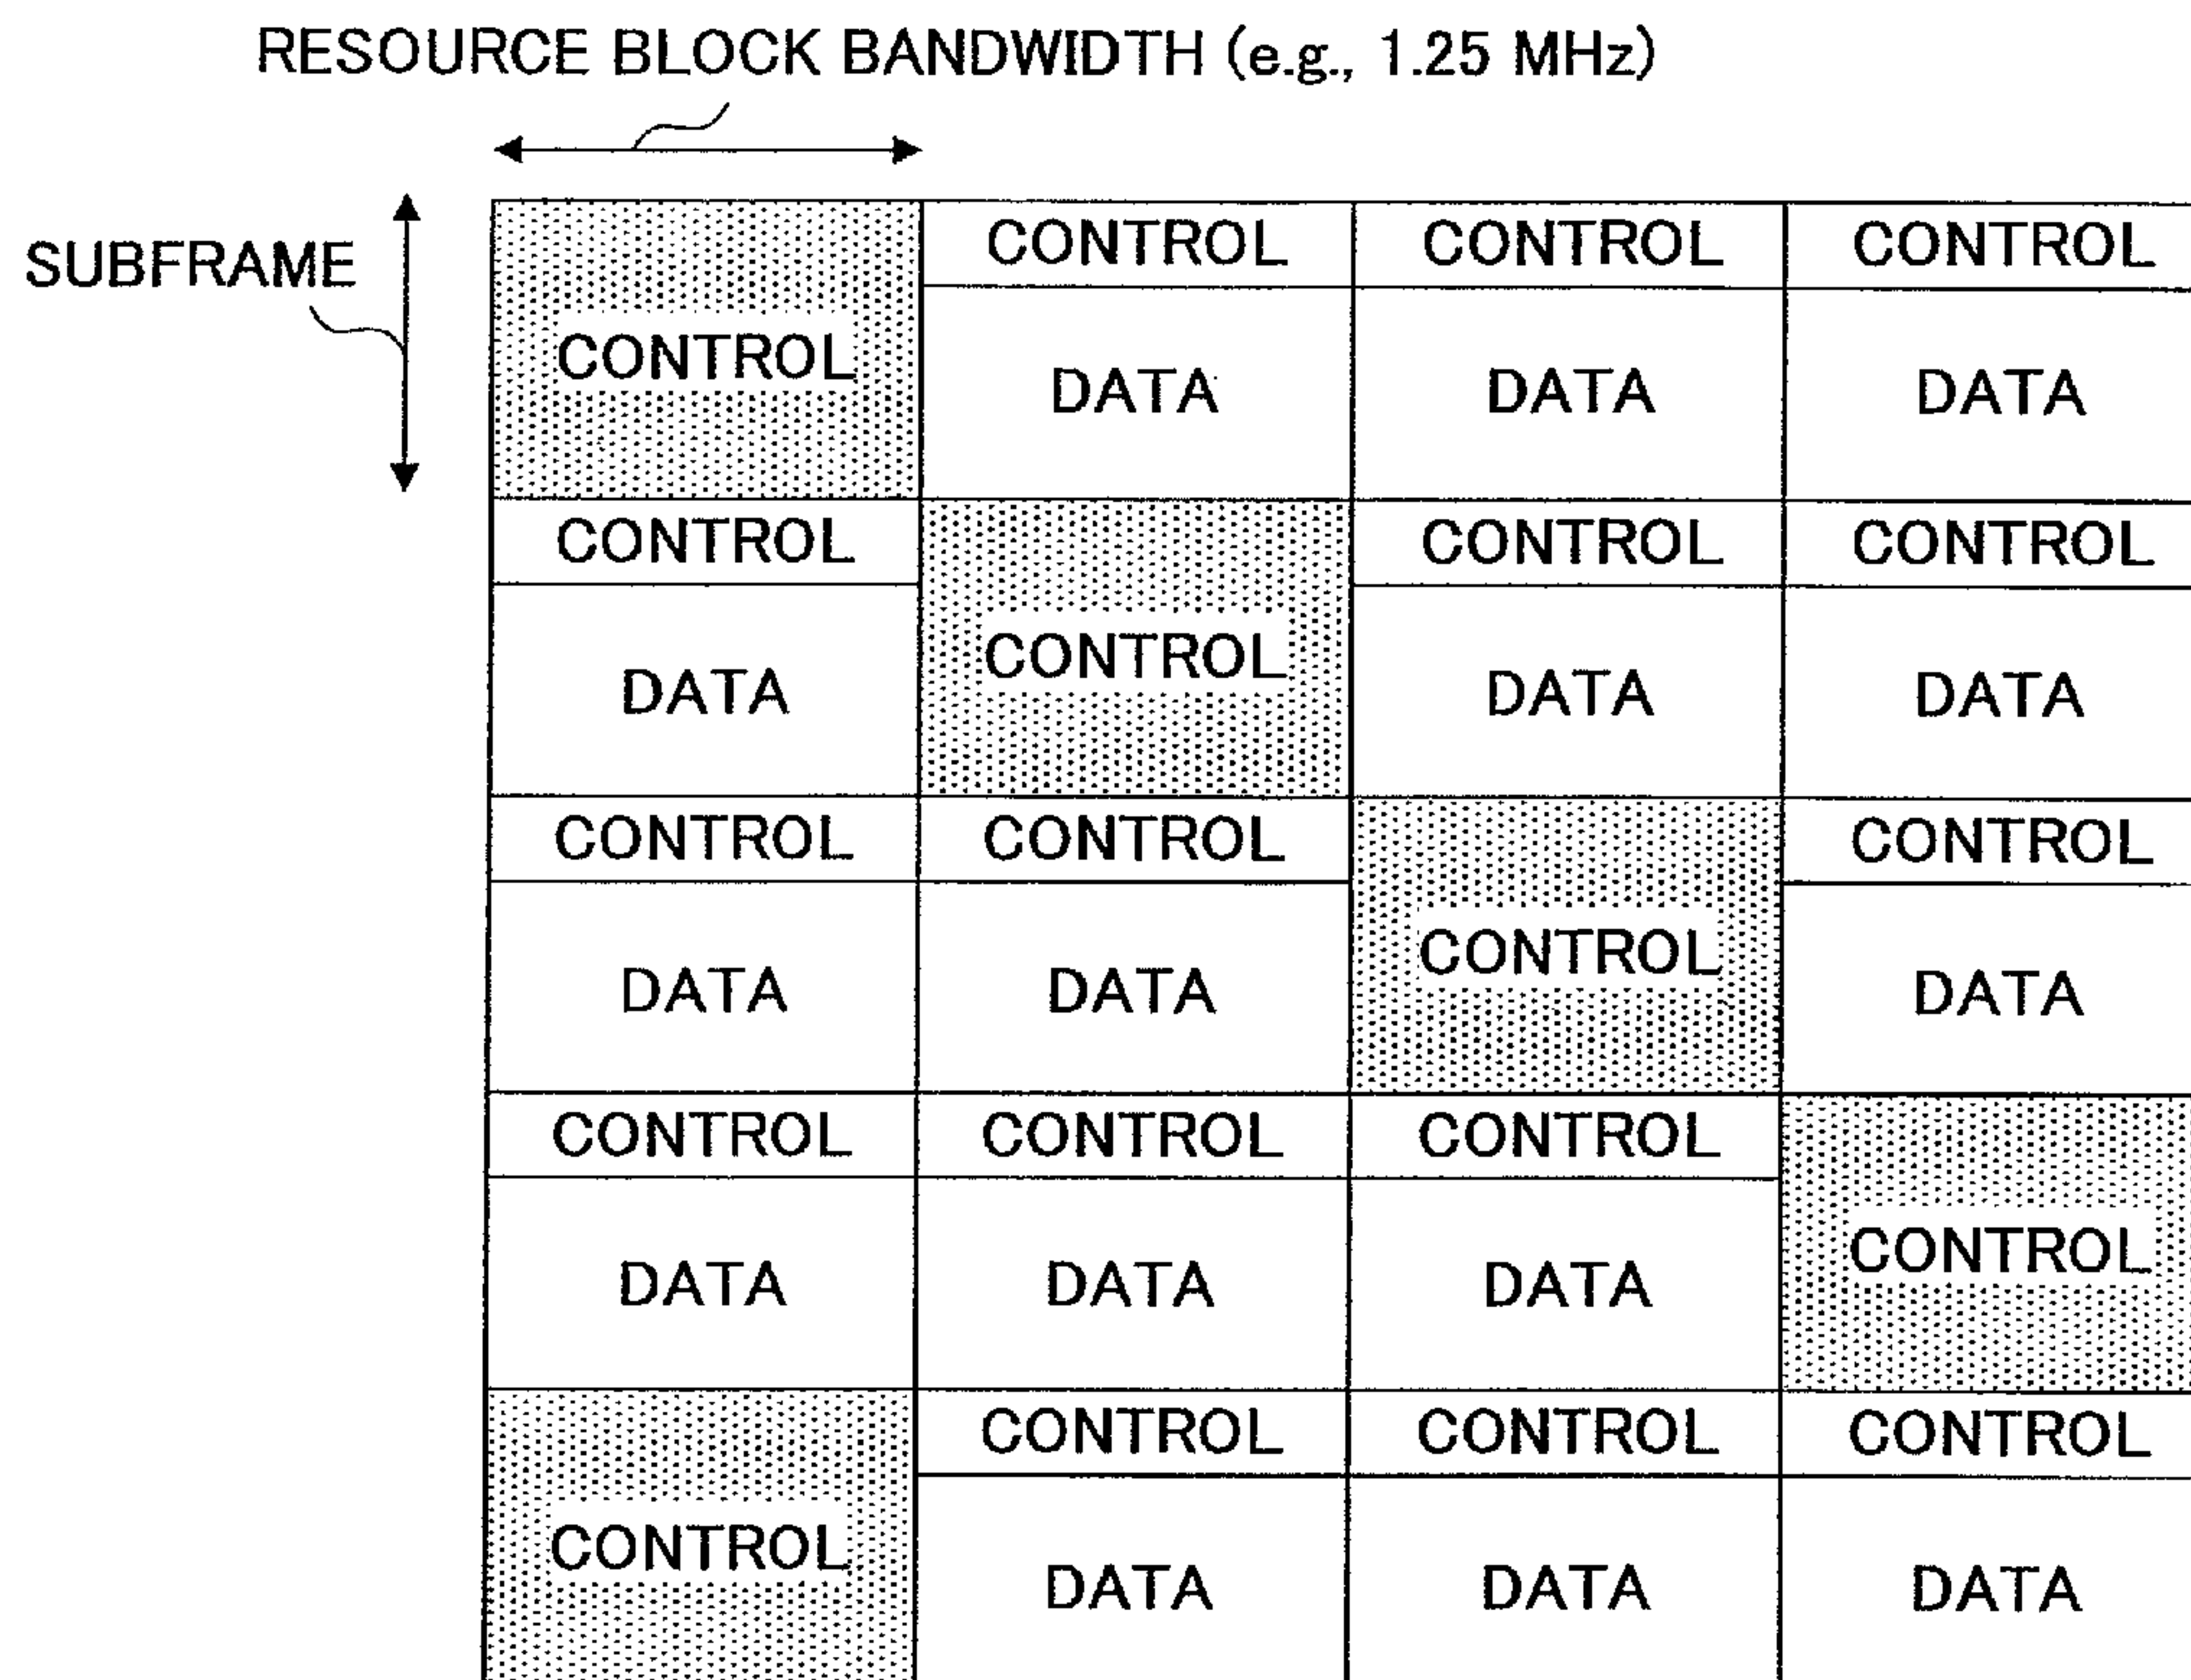 RESOURCE BLOCK BANDWIDTH (e.g., 1.25 MHz)
SUBFRAME
CONTROL CONTROL CONTROL
CONTROL
DATA DATA DATA
CONTROL CONTROL CONTROL
CONTROL
DATA DATA DATA
CONTROL CONTROL CONTROL
CONTROL
DATA DATA DATA
CONTROL CONTROL CONTROL
CONTROL
DATA DATA DATA
CONTROL CONTROL CONTROL
CONTROL
DATA DATA DATA